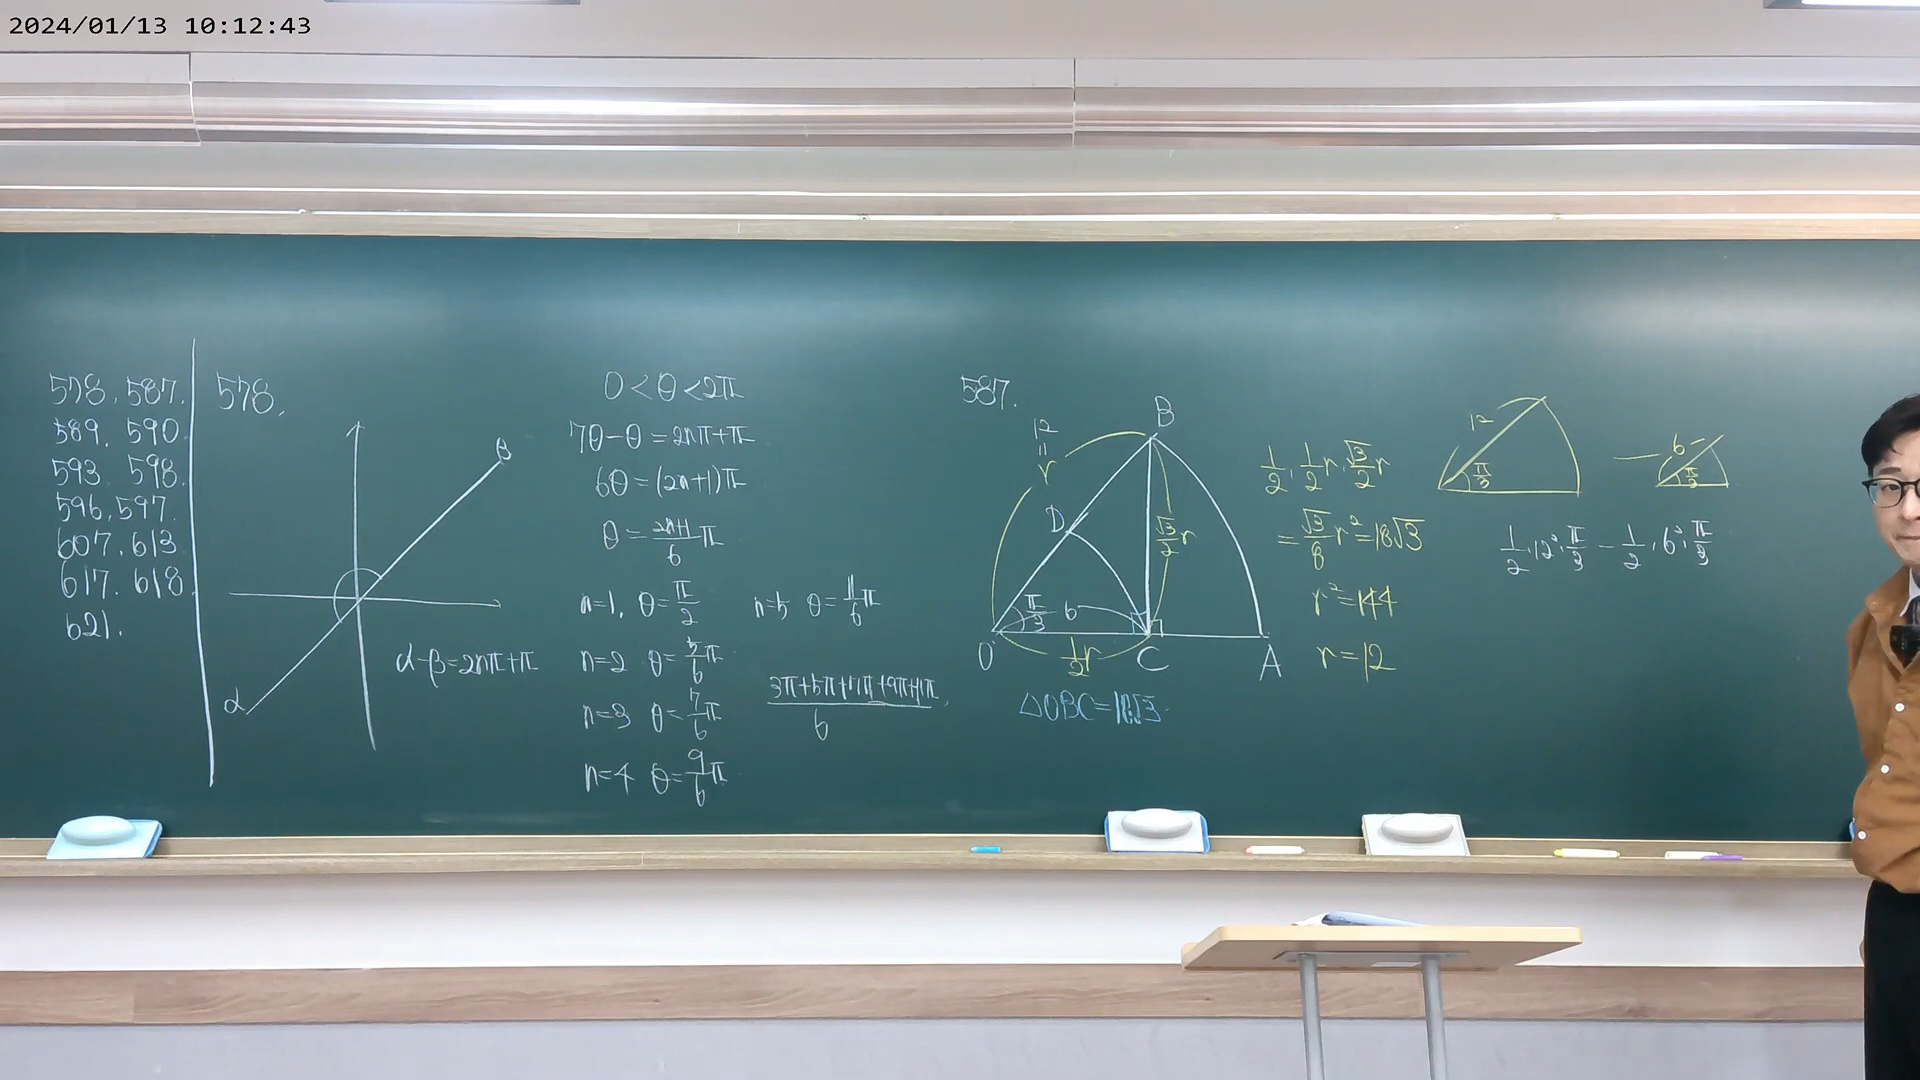 2024/01/13 10:12:43
578, 587,
589, 590
593 598
596, 597
607, 613
617. 618
621.
578,
β
α
α-β=2nπ+π
0<θ<2π
7θ-θ=2nπ+π
6θ=(2n+1)π
θ=(2n+1)/6 π
n=1, θ=π/2
n=2 θ=5/6 π
n=3 θ=7/6 π
n=4 θ=9/6 π
n=5 θ=11/6 π
(3π+5π+7π+9π+11π)/6
587.
12
=
r
B
D
√3/2 r
π/3
6
O
1/2 r
C
A
△OBC=18√3
1/2 · 1/2 r · √3/2 r
= √3/8 r²=18√3
r²=144
r=12
12
π/3
—
6
π/3
1/2 · 12² · π/3 − 1/2 · 6² · π/3